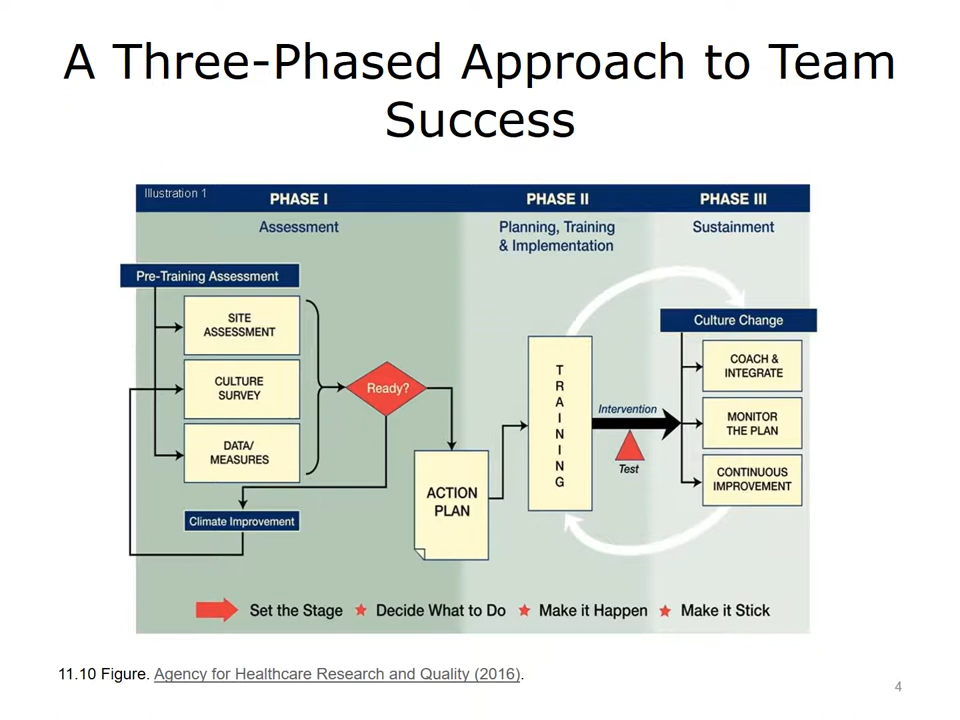 A Three-Phased Approach to Team
Success
Illustration 1
PHASE I
PHASE II
PHASE III
Assessment
Planning, Training
& Implementation
Sustainment
Pre-Training Assessment
SITE
ASSESSMENT
CULTURE
SURVEY
DATA/
MEASURES
Ready?
Climate Improvement
ACTION
PLAN
TRAINING
Intervention
Test
Culture Change
COACH &
INTEGRATE
MONITOR
THE PLAN
CONTINUOUS
IMPROVEMENT
Set the Stage
Decide What to Do
Make it Happen
Make it Stick
11.10 Figure. Agency for Healthcare Research and Quality (2016).
4